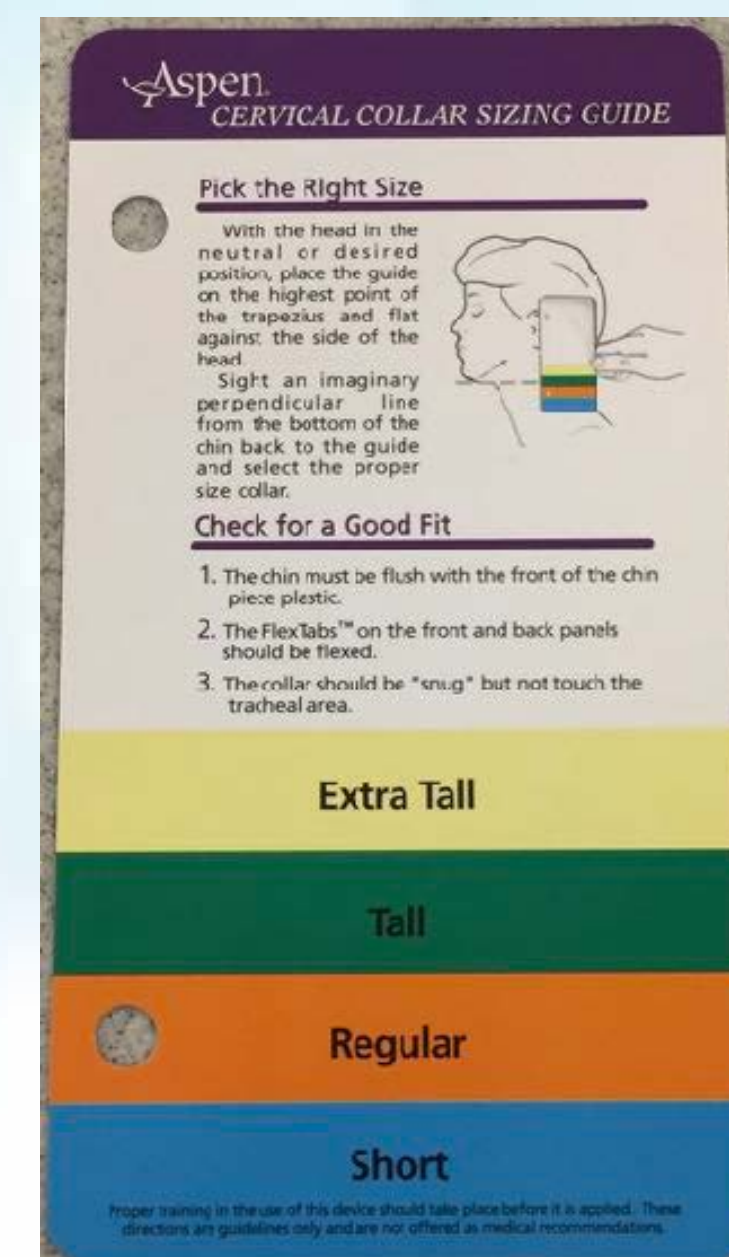 Aspen
CERVICAL COLLAR SIZING GUIDE
Pick the Right Size
With the head in the
neutral or desired
position, place the guide
on the highest point of
the trapezius and flat
against the side of the
head.
Sight an imaginary
perpendicular line
from the bottom of the
chin back to the guide
and select the proper
size collar.
Check for a Good Fit
1. The chin must be flush with the front of the chin
piece plastic.
2. The FlexTabs™ on the front and back panels
should be flexed.
3. The collar should be "snug" but not touch the
tracheal area.
Extra Tall
Tall
Regular
Short
Proper training in the use of this device should take place before it is applied. These
directions are guidelines only and are not offered as medical recommendations.